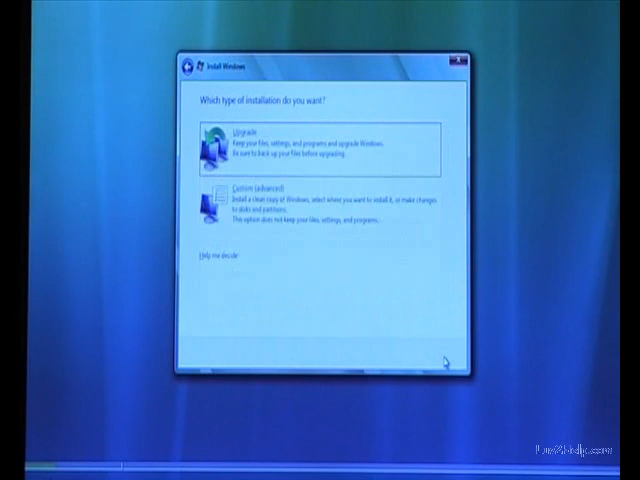 Install Windows
Which type of installation do you want?
Upgrade
Keep your files, settings, and programs and upgrade Windows.
Be sure to back up your files before upgrading.
Custom (advanced)
Install a clean copy of Windows, select where you want to install it, or make changes
to disks and partitions.
This option does not keep your files, settings, and programs.
Help me decide